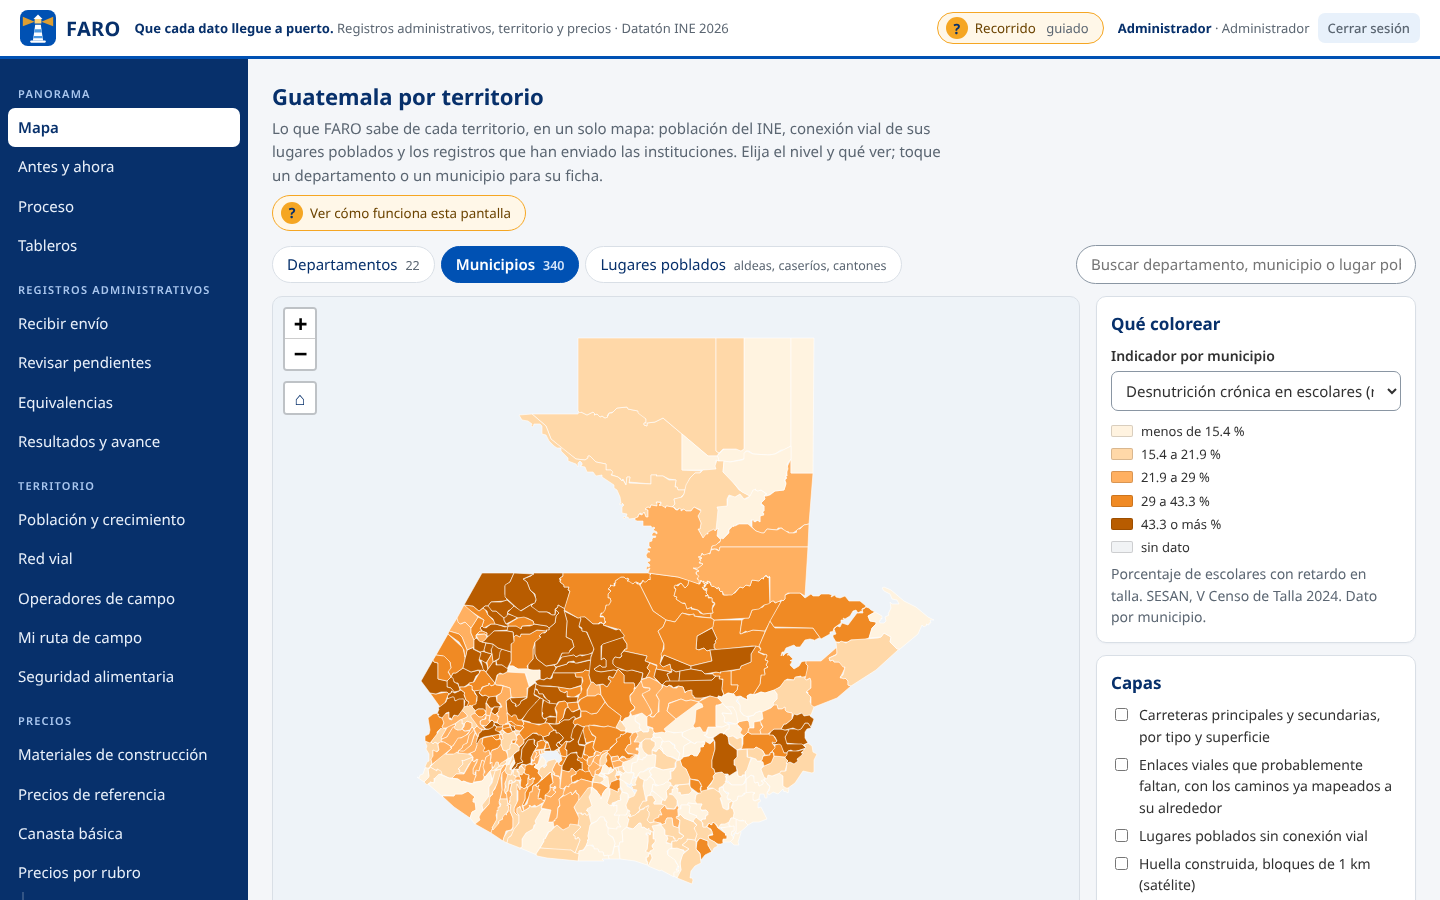 FARO
Que cada dato llegue a puerto. Registros administrativos, territorio y precios · Datatón INE 2026
? Recorrido guiado
Administrador · Administrador
Cerrar sesión
PANORAMA
Mapa
Antes y ahora
Proceso
Tableros
REGISTROS ADMINISTRATIVOS
Recibir envío
Revisar pendientes
Equivalencias
Resultados y avance
TERRITORIO
Población y crecimiento
Red vial
Operadores de campo
Mi ruta de campo
Seguridad alimentaria
PRECIOS
Materiales de construcción
Precios de referencia
Canasta básica
Precios por rubro
Guatemala por territorio
Lo que FARO sabe de cada territorio, en un solo mapa: población del INE, conexión vial de sus
lugares poblados y los registros que han enviado las instituciones. Elija el nivel y qué ver; toque
un departamento o un municipio para su ficha.
? Ver cómo funciona esta pantalla
Departamentos 22
Municipios 340
Lugares poblados aldeas, caseríos, cantones
Buscar departamento, municipio o lugar pol
+
−
⌂
Qué colorear
Indicador por municipio
Desnutrición crónica en escolares (r
menos de 15.4 %
15.4 a 21.9 %
21.9 a 29 %
29 a 43.3 %
43.3 o más %
sin dato
Porcentaje de escolares con retardo en
talla. SESAN, V Censo de Talla 2024. Dato
por municipio.
Capas
Carreteras principales y secundarias,
por tipo y superficie
Enlaces viales que probablemente
faltan, con los caminos ya mapeados a
su alrededor
Lugares poblados sin conexión vial
Huella construida, bloques de 1 km
(satélite)